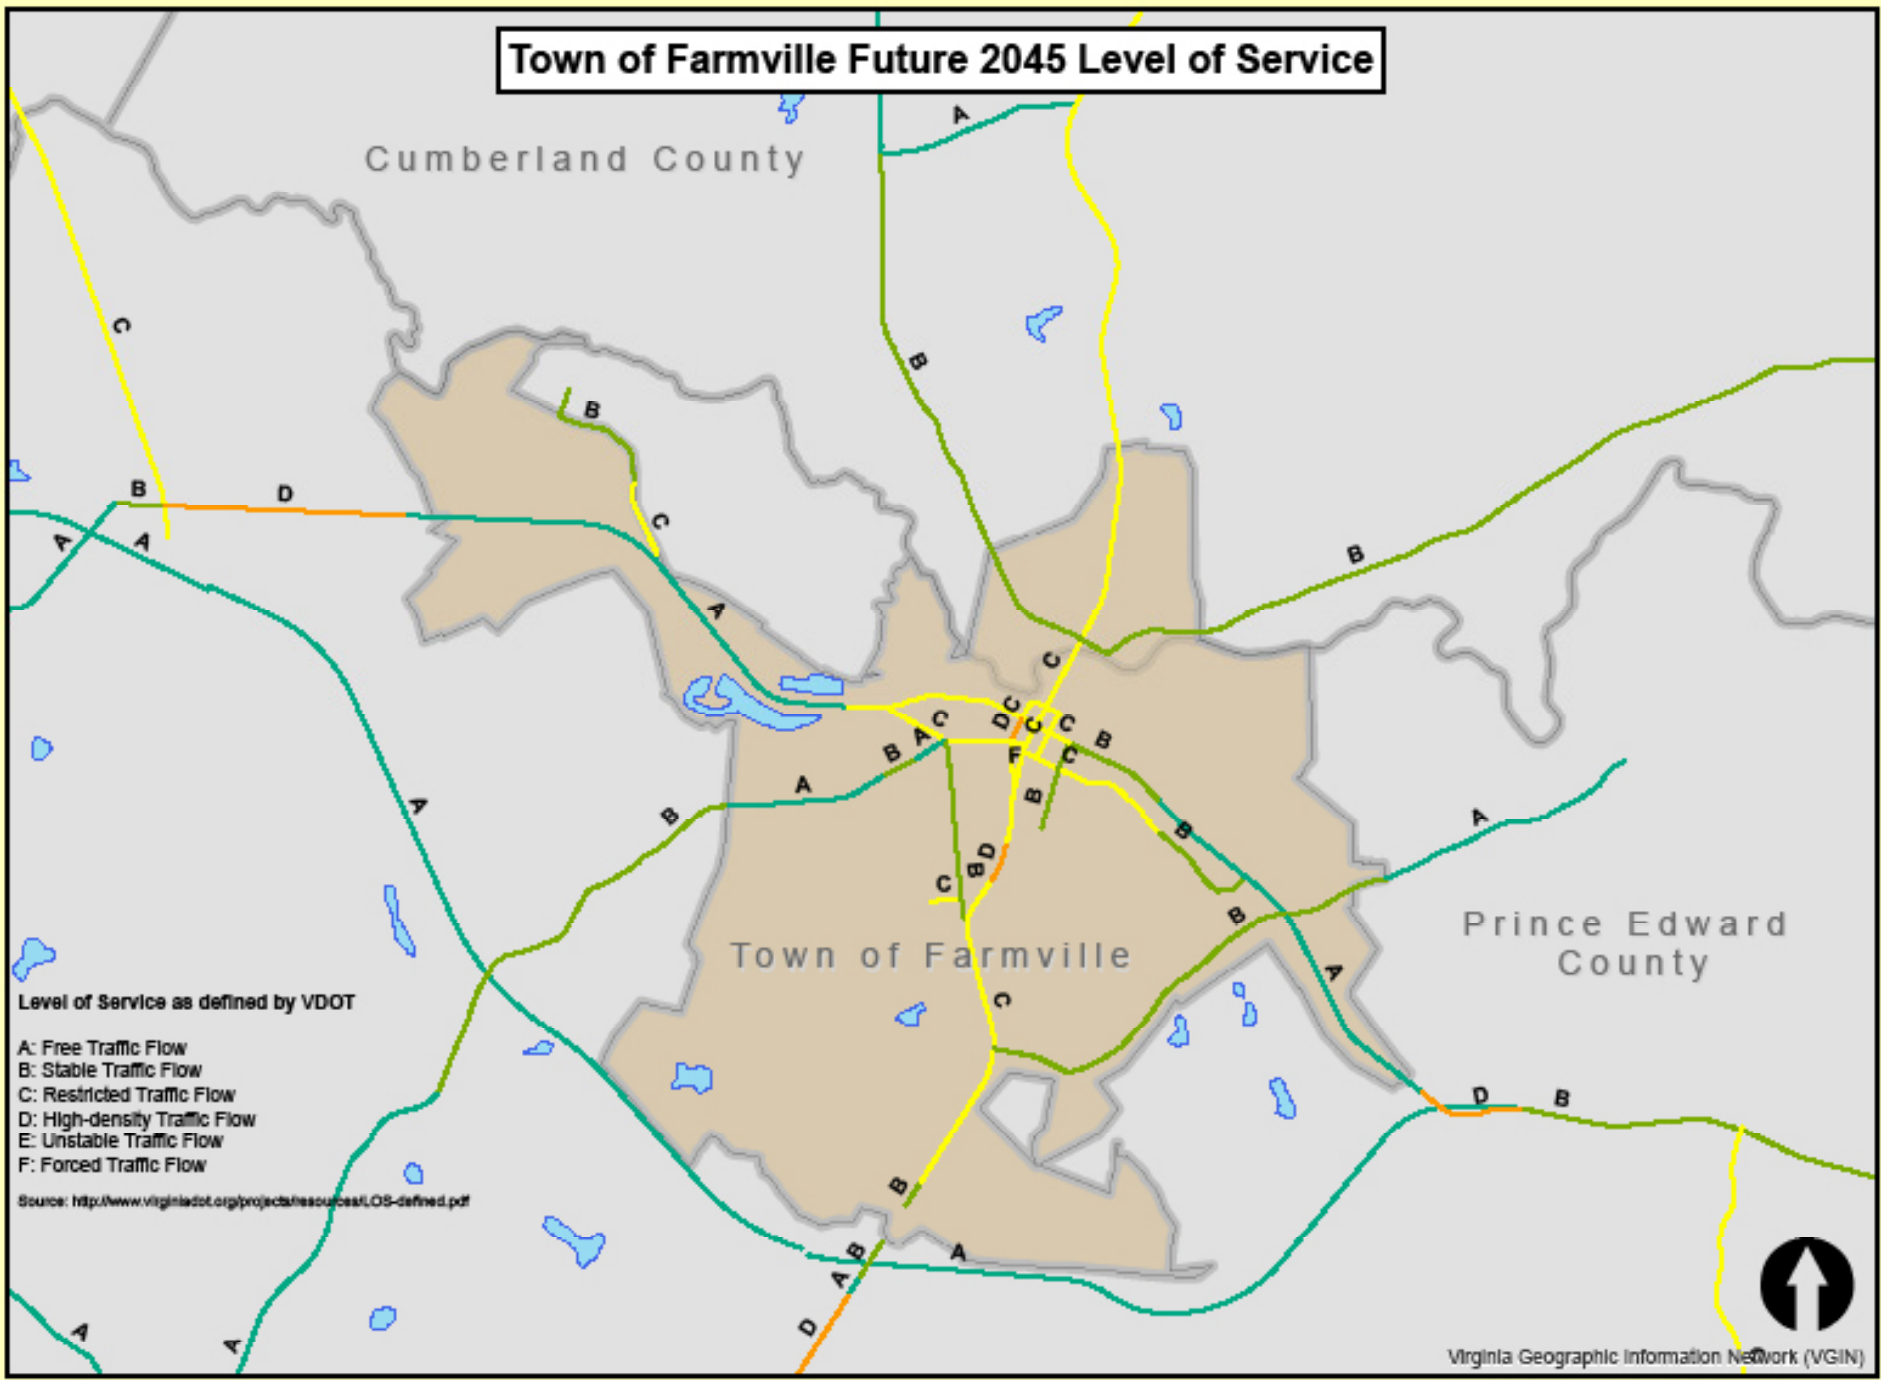 Town of Farmville Future 2045 Level of Service
A
Cumberland County
C
B
B
B
D
C
B
A
A
A
C
C
D
C
C
C
B
A
B
F
C
A
B
B
A
B
D
B
C
B
A
Prince Edward
County
Town of Farmville
B
A
C
Level of Service as defined by VDOT
A: Free Traffic Flow
B: Stable Traffic Flow
C: Restricted Traffic Flow
D: High-density Traffic Flow
E: Unstable Traffic Flow
F: Forced Traffic Flow
Source: http://www.virginiadot.org/projects/resources/LOS-defined.pdf
D
B
B
B
A
A
D
A
A
C
Virginia Geographic Information Network (VGIN)